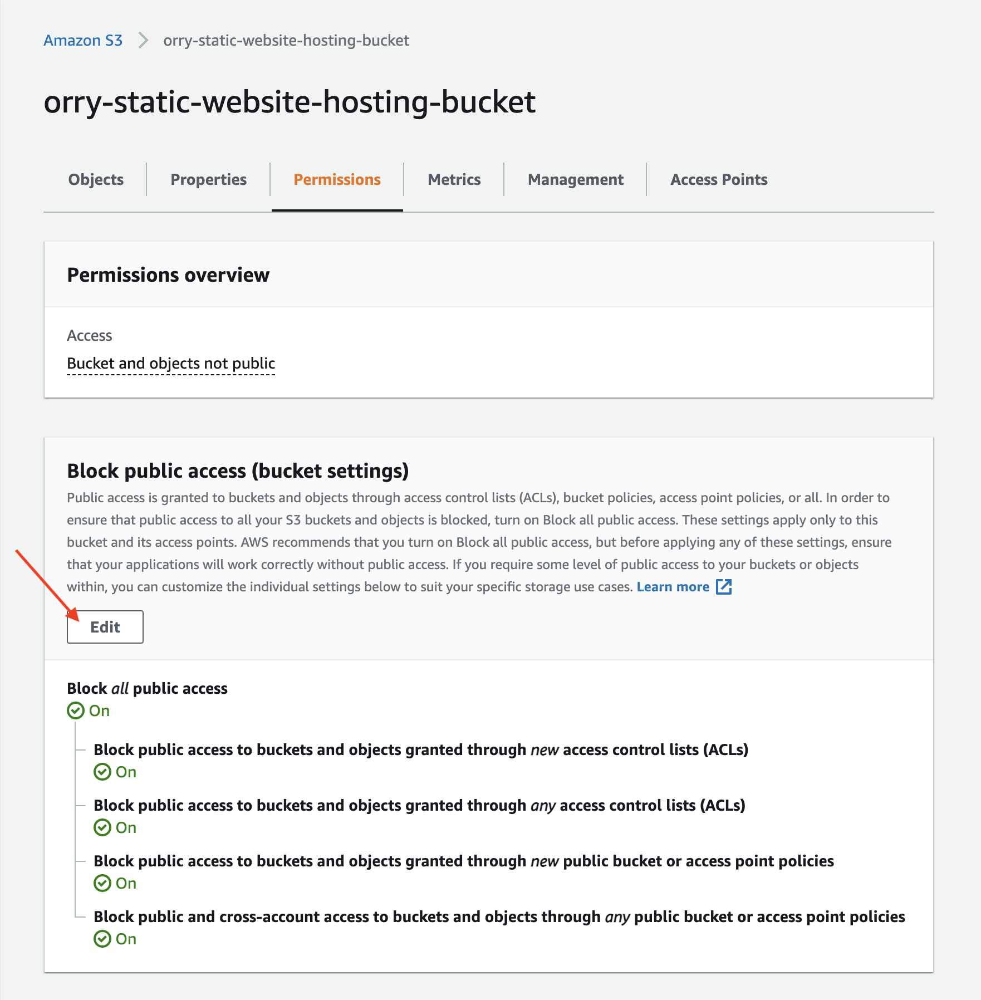 Amazon S3 > orry-static-website-hosting-bucket
orry-static-website-hosting-bucket
Objects Properties Permissions Metrics Management Access Points
Permissions overview
Access
Bucket and objects not public
Block public access (bucket settings)
Public access is granted to buckets and objects through access control lists (ACLs), bucket policies, access point policies, or all. In order to
ensure that public access to all your S3 buckets and objects is blocked, turn on Block all public access. These settings apply only to this
bucket and its access points. AWS recommends that you turn on Block all public access, but before applying any of these settings, ensure
that your applications will work correctly without public access. If you require some level of public access to your buckets or objects
within, you can customize the individual settings below to suit your specific storage use cases. Learn more
Edit
Block all public access
On
Block public access to buckets and objects granted through new access control lists (ACLs)
On
Block public access to buckets and objects granted through any access control lists (ACLs)
On
Block public access to buckets and objects granted through new public bucket or access point policies
On
Block public and cross-account access to buckets and objects through any public bucket or access point policies
On